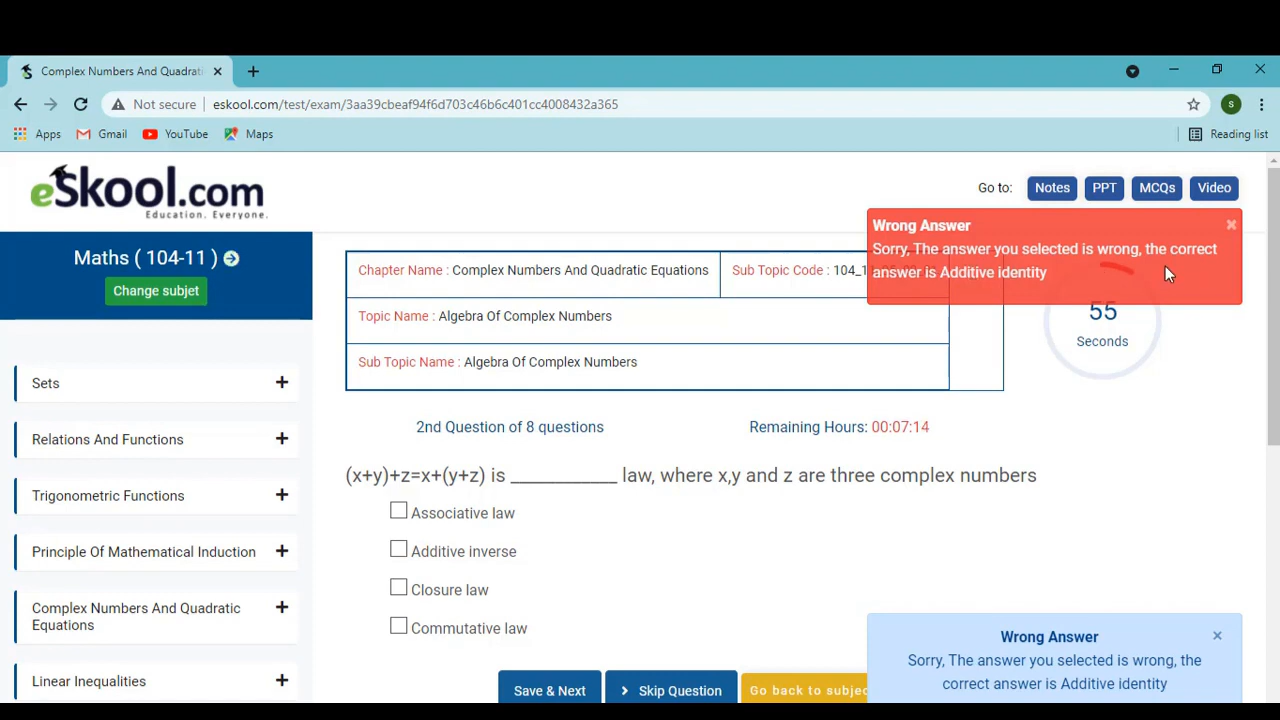 Complex Numbers And Quadrati
Not secure
eskool.com/test/exam/3aa39cbeaf94f6d703c46b6c401cc4008432a365
S
Apps
Gmail
YouTube
Maps
Reading list
eSkool.com
Education. Everyone.
Go to:
Notes
PPT
MCQs
Video
Wrong Answer
Sorry, The answer you selected is wrong, the correct
answer is Additive identity
Maths ( 104-11 )
Change subjet
Chapter Name : Complex Numbers And Quadratic Equations
Sub Topic Code : 104_1
Topic Name : Algebra Of Complex Numbers
Sub Topic Name : Algebra Of Complex Numbers
55
Seconds
Sets
Relations And Functions
Trigonometric Functions
Principle Of Mathematical Induction
Complex Numbers And Quadratic
Equations
Linear Inequalities
2nd Question of 8 questions
Remaining Hours: 00:07:14
(x+y)+z=x+(y+z) is ___________ law, where x,y and z are three complex numbers
Associative law
Additive inverse
Closure law
Commutative law
Save & Next
Skip Question
Go back to subjec
Wrong Answer
Sorry, The answer you selected is wrong, the
correct answer is Additive identity